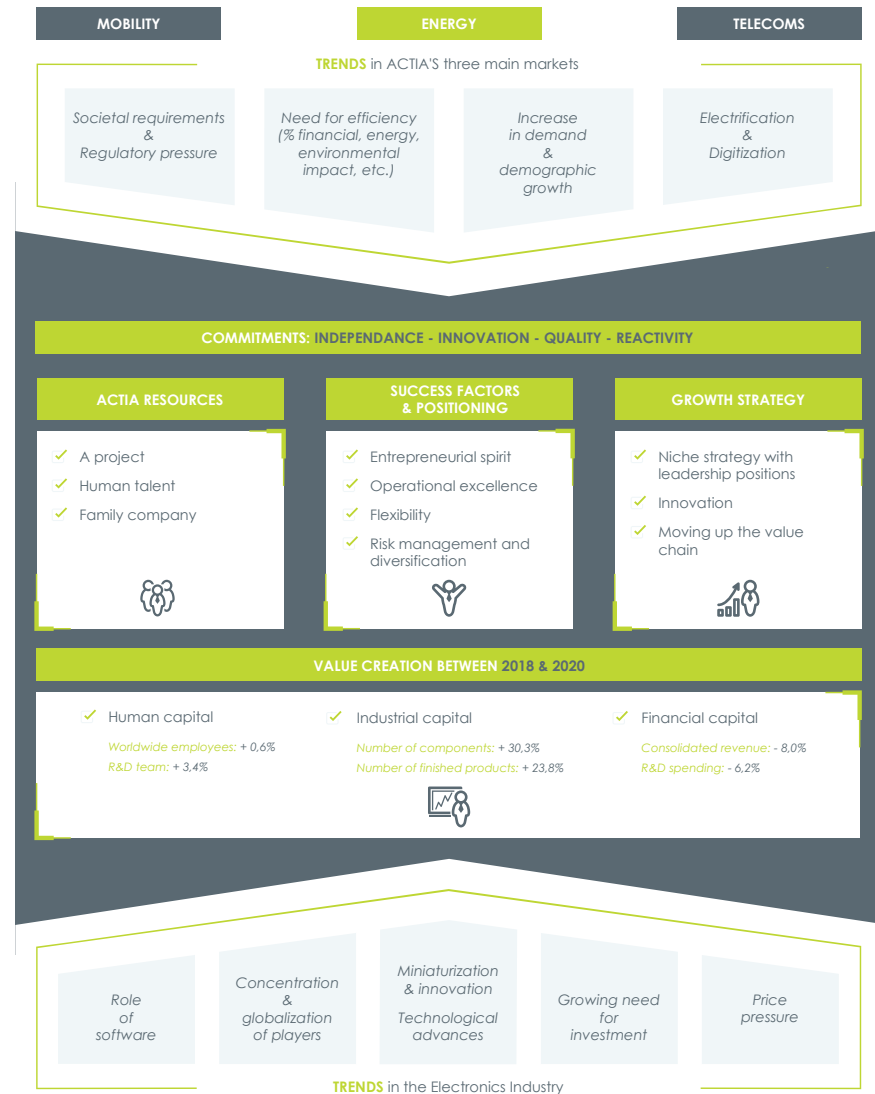 MOBILITY
ENERGY
TELECOMS
TRENDS in ACTIA'S three main markets
Societal requirements
&
Regulatory pressure
Need for efficiency
(% financial, energy,
environmental
impact, etc.)
Increase
in demand
&
demographic
growth
Electrification
&
Digitization
COMMITMENTS: INDEPENDANCE - INNOVATION - QUALITY - REACTIVITY
ACTIA RESOURCES
A project
Human talent
Family company
SUCCESS FACTORS
& POSITIONING
Entrepreneurial spirit
Operational excellence
Flexibility
Risk management and
diversification
GROWTH STRATEGY
Niche strategy with
leadership positions
Innovation
Moving up the value
chain
VALUE CREATION BETWEEN 2018 & 2020
Human capital
Worldwide employees: + 0,6%
R&D team: + 3,4%
Industrial capital
Number of components: + 30,3%
Number of finished products: + 23,8%
Financial capital
Consolidated revenue: - 8,0%
R&D spending: - 6,2%
Role
of
software
Concentration
&
globalization
of players
Miniaturization
& innovation
Technological
advances
Growing need
for
investment
Price
pressure
TRENDS in the Electronics Industry